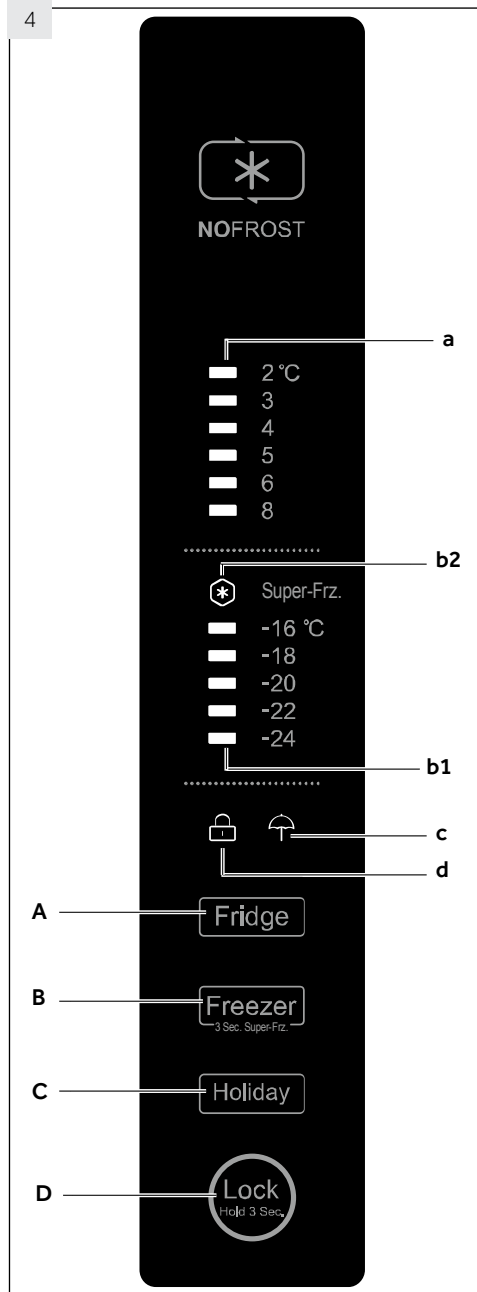 4
NOFROST
a
2 °C
3
4
5
6
8
b2
Super-Frz.
-16 °C
-18
-20
-22
-24
b1
c
d
A
Fridge
B
Freezer
3 Sec. Super-Frz.
C
Holiday
D
Lock
Hold 3 Sec.